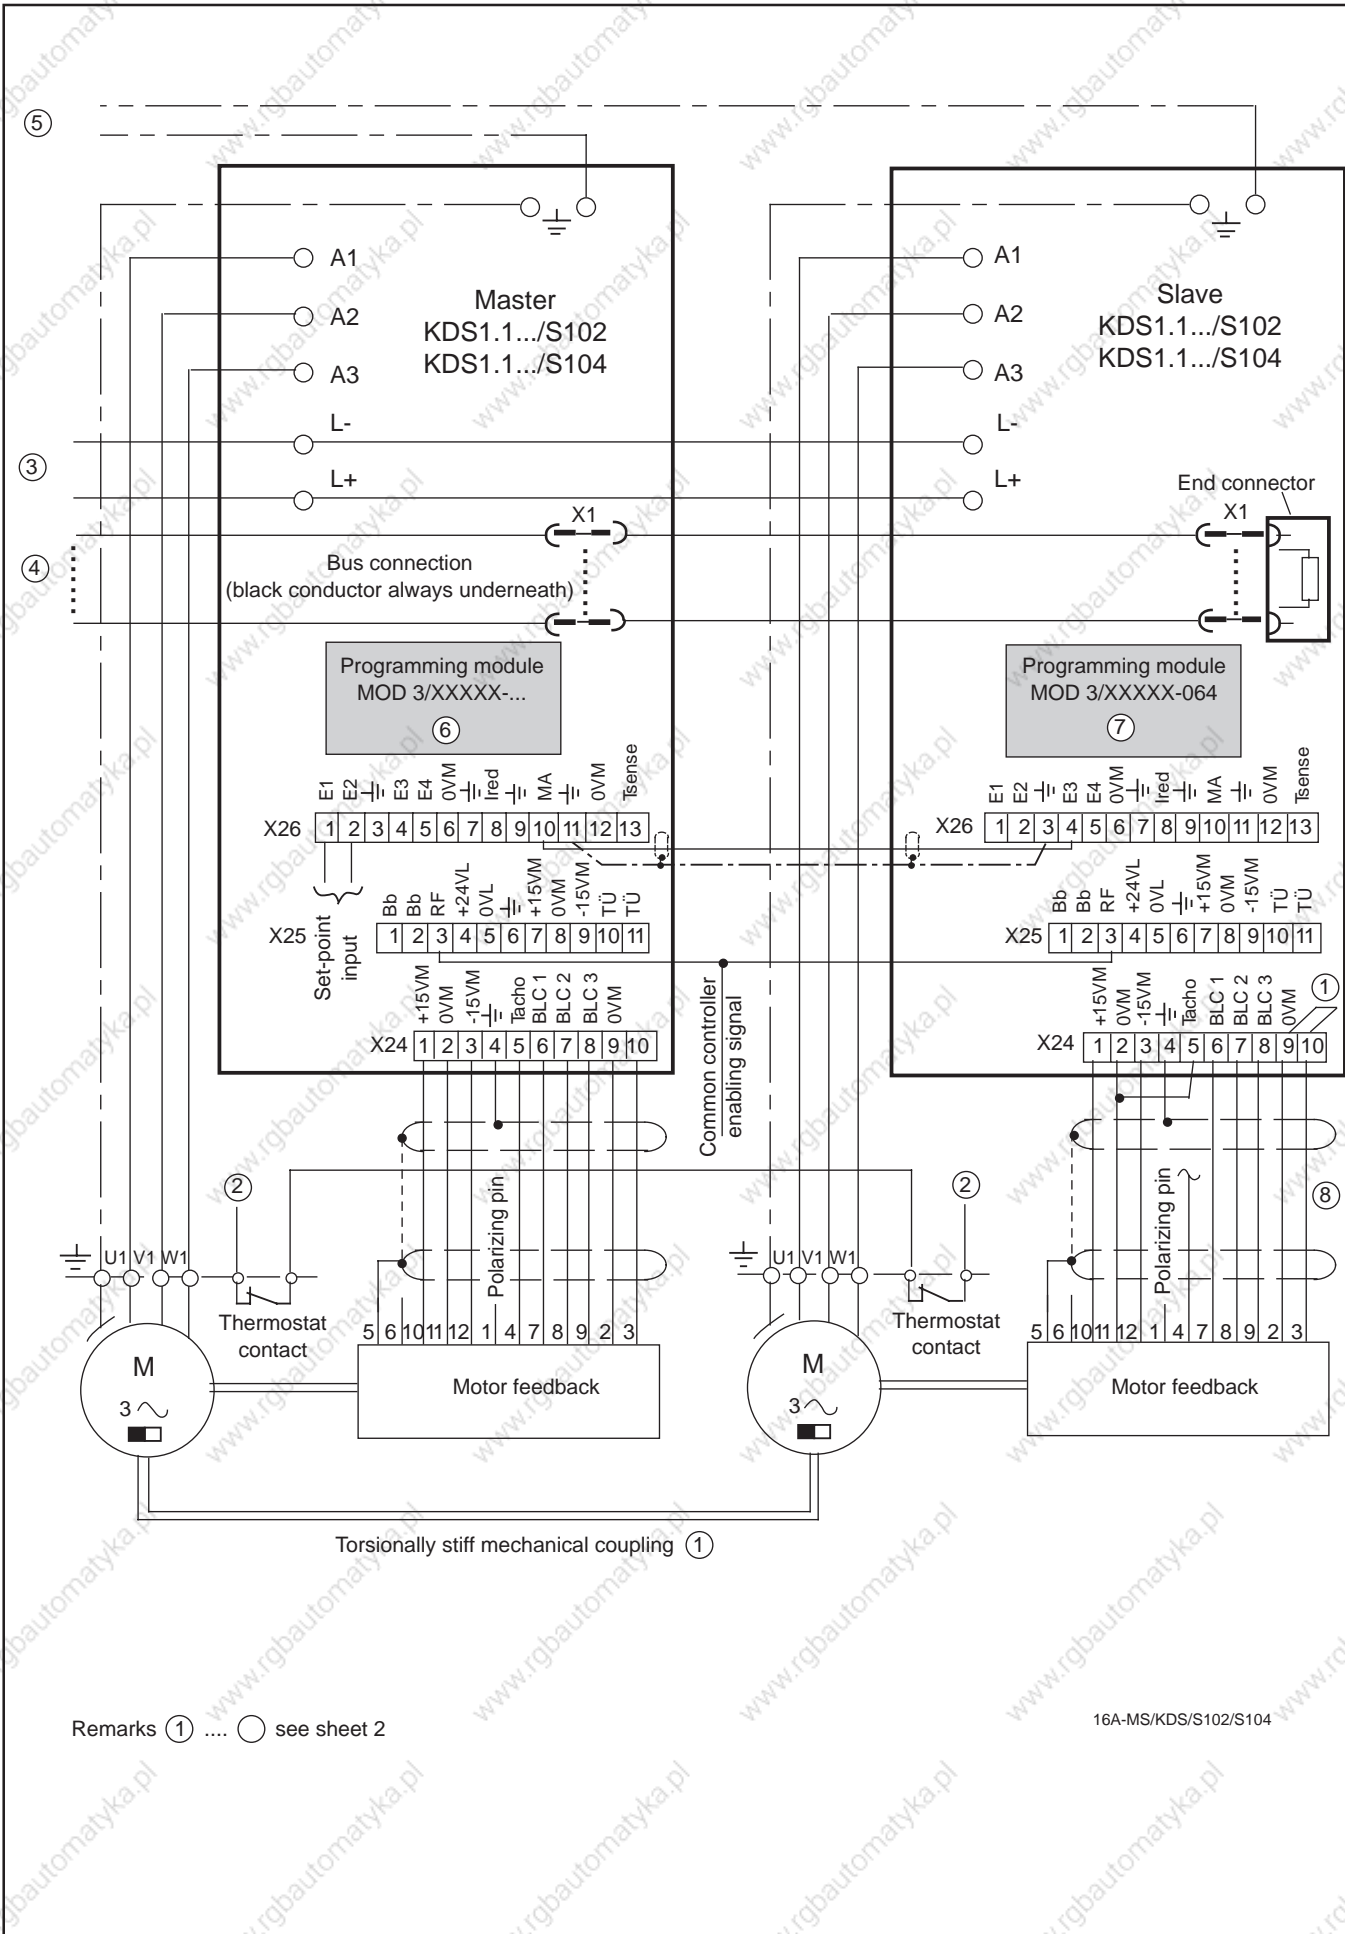 5
A1
A2
A3
Master
KDS1.1.../S102
KDS1.1.../S104
A1
A2
A3
Slave
KDS1.1.../S102
KDS1.1.../S104
3
L-
L+
L-
L+
End connector
4
X1
X1
Bus connection
(black conductor always underneath)
Programming module
MOD 3/XXXXX-...
6
Programming module
MOD 3/XXXXX-064
7
E1 E2 E3 E4 0VM Ired MA 0VM Tsense
X26 1 2 3 4 5 6 7 8 9 10 11 12 13
E1 E2 E3 E4 0VM Ired MA 0VM Tsense
X26 1 2 3 4 5 6 7 8 9 10 11 12 13
Set-point
input
Bb Bb RF +24VL 0VL +15VM 0VM -15VM TÜ TÜ
X25 1 2 3 4 5 6 7 8 9 10 11
Bb Bb RF +24VL 0VL +15VM 0VM -15VM TÜ TÜ
X25 1 2 3 4 5 6 7 8 9 10 11
+15VM 0VM -15VM Tacho BLC 1 BLC 2 BLC 3 0VM
X24 1 2 3 4 5 6 7 8 9 10
Common controller
enabling signal
+15VM 0VM -15VM Tacho BLC 1 BLC 2 BLC 3 0VM
1
X24 1 2 3 4 5 6 7 8 9 10
2
Polarizing pin
2
Polarizing pin
8
U1 V1 W1
Thermostat
contact
5 6 10 11 12 1 4 7 8 9 2 3
U1 V1 W1
Thermostat
contact
5 6 10 11 12 1 4 7 8 9 2 3
M
3
Motor feedback
M
3
Motor feedback
Torsionally stiff mechanical coupling 1
Remarks 1 .... see sheet 2
16A-MS/KDS/S102/S104
www.rgbautomatyka.pl